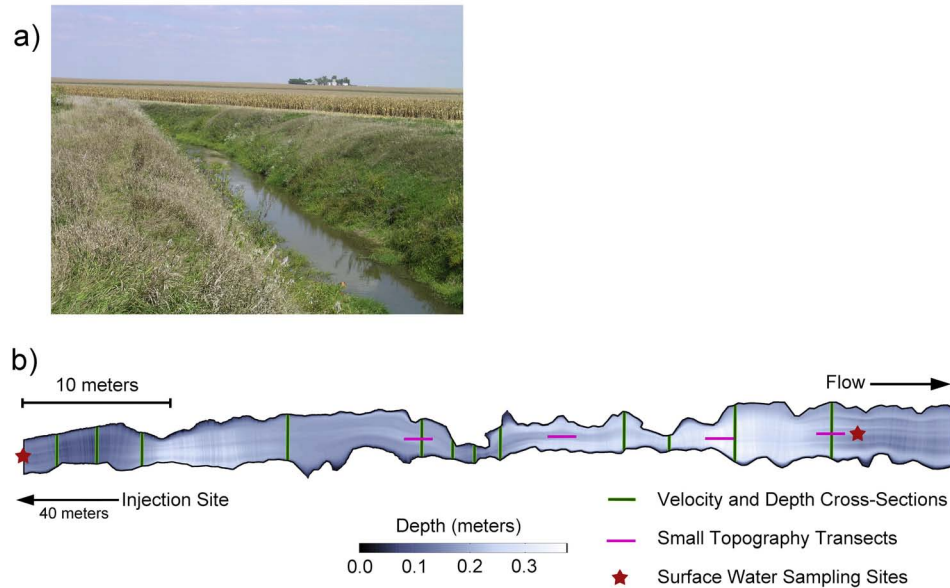 a)
b)
10 meters
Flow
Injection Site
40 meters
Velocity and Depth Cross-Sections
Depth (meters)
Small Topography Transects
0.0 0.1 0.2 0.3
Surface Water Sampling Sites